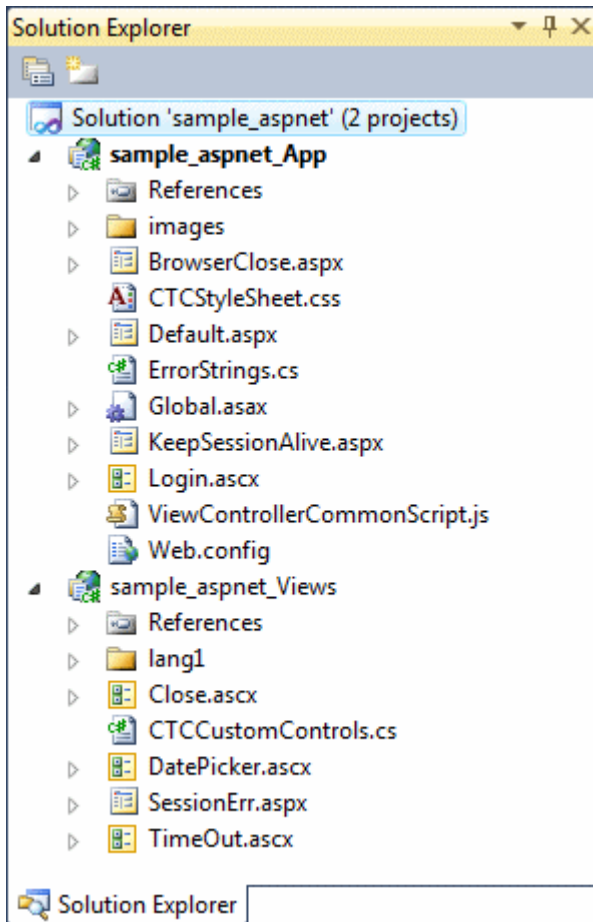 Solution Explorer
Solution 'sample_aspnet' (2 projects)
sample_aspnet_App
References
images
BrowserClose.aspx
CTCStyleSheet.css
Default.aspx
ErrorStrings.cs
Global.asax
KeepSessionAlive.aspx
Login.ascx
ViewControllerCommonScript.js
Web.config
sample_aspnet_Views
References
lang1
Close.ascx
CTCCustomControls.cs
DatePicker.ascx
SessionErr.aspx
TimeOut.ascx
Solution Explorer